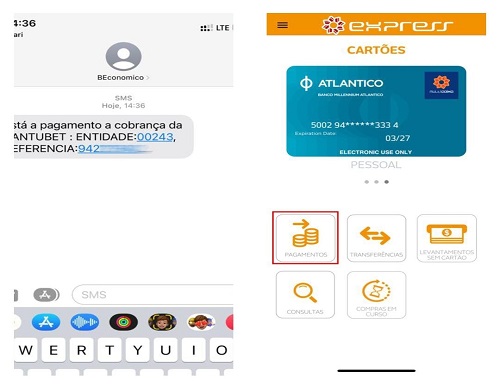 4:36
ari
LTE
BEconomico
SMS
Hoje, 14:36
stá a pagamento a cobrança da
ANTUBET : ENTIDADE:00243,
EFERENCIA:942
SMS
W E R T Y U I O
express
CARTÕES
ATLANTICO
BANCO MILLENNIUM ATLANTICO
MULTICAIXA
5002 94******333 4
Expiration Date: 03/27
ELECTRONIC USE ONLY
PESSOAL
PAGAMENTOS
TRANSFERÊNCIAS
LEVANTAMENTOS
SEM CARTÃO
CONSULTAS
COMPRAS EM
CURSO